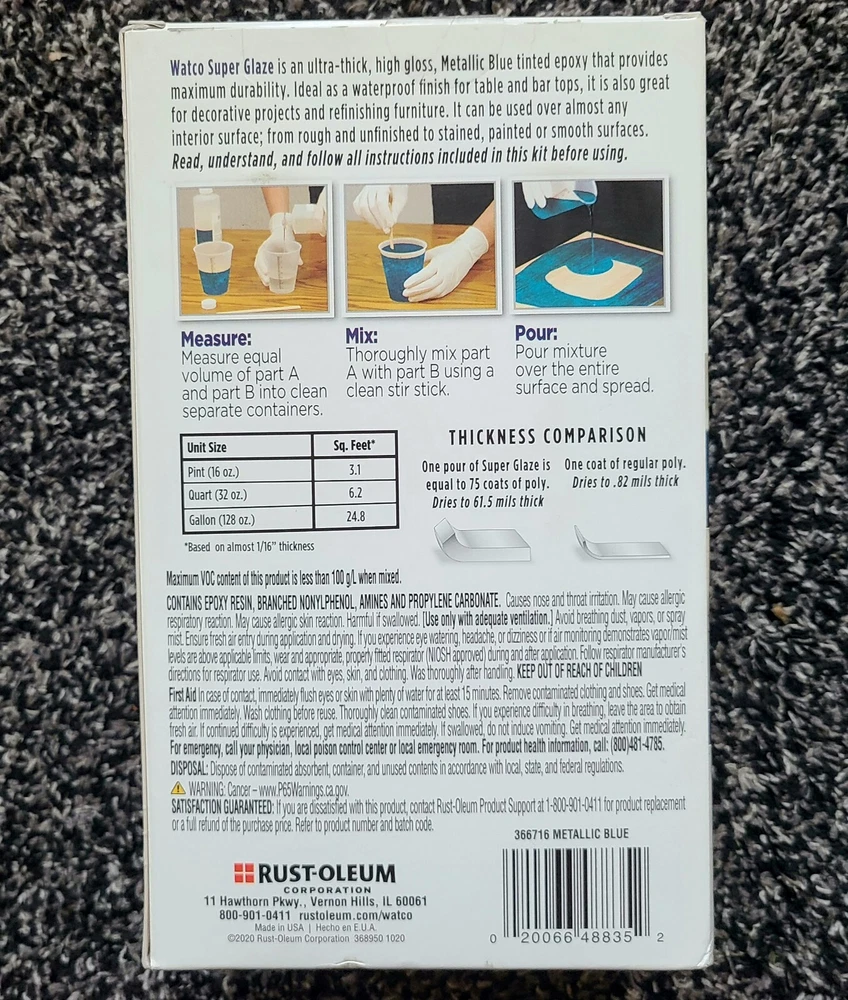 Watco Super Glaze is an ultra-thick, high gloss, Metallic Blue tinted epoxy that provides
maximum durability. Ideal as a waterproof finish for table and bar tops, it is also great
for decorative projects and refinishing furniture. It can be used over almost any
interior surface; from rough and unfinished to stained, painted or smooth surfaces.
Read, understand, and follow all instructions included in this kit before using.
Measure:
Measure equal
volume of part A
and part B into clean
separate containers.
Mix:
Thoroughly mix part
A with part B using a
clean stir stick.
Pour:
Pour mixture
over the entire
surface and spread.
Unit Size Sq. Feet*
Pint (16 oz.) 3.1
Quart (32 oz.) 6.2
Gallon (128 oz.) 24.8
*Based on almost 1/16" thickness
THICKNESS COMPARISON
One pour of Super Glaze is
equal to 75 coats of poly.
Dries to 61.5 mils thick
One coat of regular poly.
Dries to .82 mils thick
Maximum VOC content of this product is less than 100 g/L when mixed.
CONTAINS EPOXY RESIN, BRANCHED NONYLPHENOL, AMINES AND PROPYLENE CARBONATE. Causes nose and throat irritation. May cause allergic
respiratory reaction. May cause allergic skin reaction. Harmful if swallowed. [Use only with adequate ventilation.] Avoid breathing dust, vapors, or spray
mist. Ensure fresh air entry during application and drying. If you experience eye watering, headache, or dizziness or if air monitoring demonstrates vapor/mist
levels are above applicable limits, wear and appropriate, properly fitted respirator (NIOSH approved) during and after application. Follow respirator manufacturer's
directions for respirator use. Avoid contact with eyes, skin, and clothing. Was thoroughly after handling. KEEP OUT OF REACH OF CHILDREN
First Aid In case of contact, immediately flush eyes or skin with plenty of water for at least 15 minutes. Remove contaminated clothing and shoes. Get medical
attention immediately. Wash clothing before reuse. Thoroughly clean contaminated shoes. If you experience difficulty in breathing, leave the area to obtain
fresh air. If continued difficulty is experienced, get medical attention immediately. If swallowed, do not induce vomiting. Get medical attention immediately.
For emergency, call your physician, local poison control center or local emergency room. For product health information, call: (800)481-4785.
DISPOSAL: Dispose of contaminated absorbent, container, and unused contents in accordance with local, state, and federal regulations.
WARNING: Cancer – www.P65Warnings.ca.gov.
SATISFACTION GUARANTEED: If you are dissatisfied with this product, contact Rust-Oleum Product Support at 1-800-901-0411 for product replacement
or a full refund of the purchase price. Refer to product number and batch code.
366716 METALLIC BLUE
RUST-OLEUM
CORPORATION
11 Hawthorn Pkwy., Vernon Hills, IL 60061
800-901-0411 rustoleum.com/watco
Made in USA | Hecho en E.U.A.
©2020 Rust-Oleum Corporation 368950 1020
0 20066 48835 2